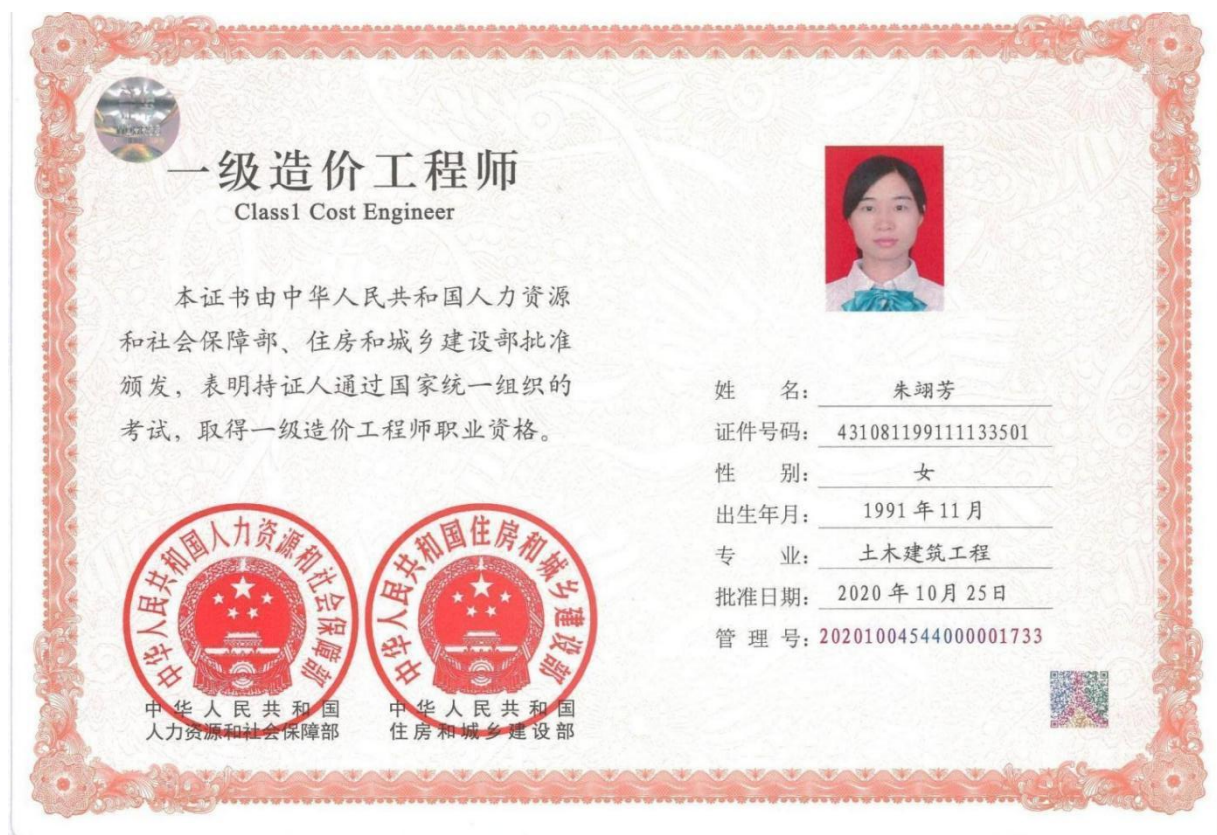 一级造价工程师
Class1 Cost Engineer
本证书由中华人民共和国人力资源
和社会保障部、住房和城乡建设部批准
颁发，表明持证人通过国家统一组织的
考试，取得一级造价工程师职业资格。
中华人民共和国人力资源和社会保障部
中华人民共和国住房和城乡建设部
中华人民共和国
人力资源和社会保障部
中华人民共和国
住房和城乡建设部
姓 名： 朱翊芳
证件号码： 431081199111133501
性 别： 女
出生年月： 1991年11月
专 业： 土木建筑工程
批准日期： 2020年10月25日
管 理 号： 20201004544000001733